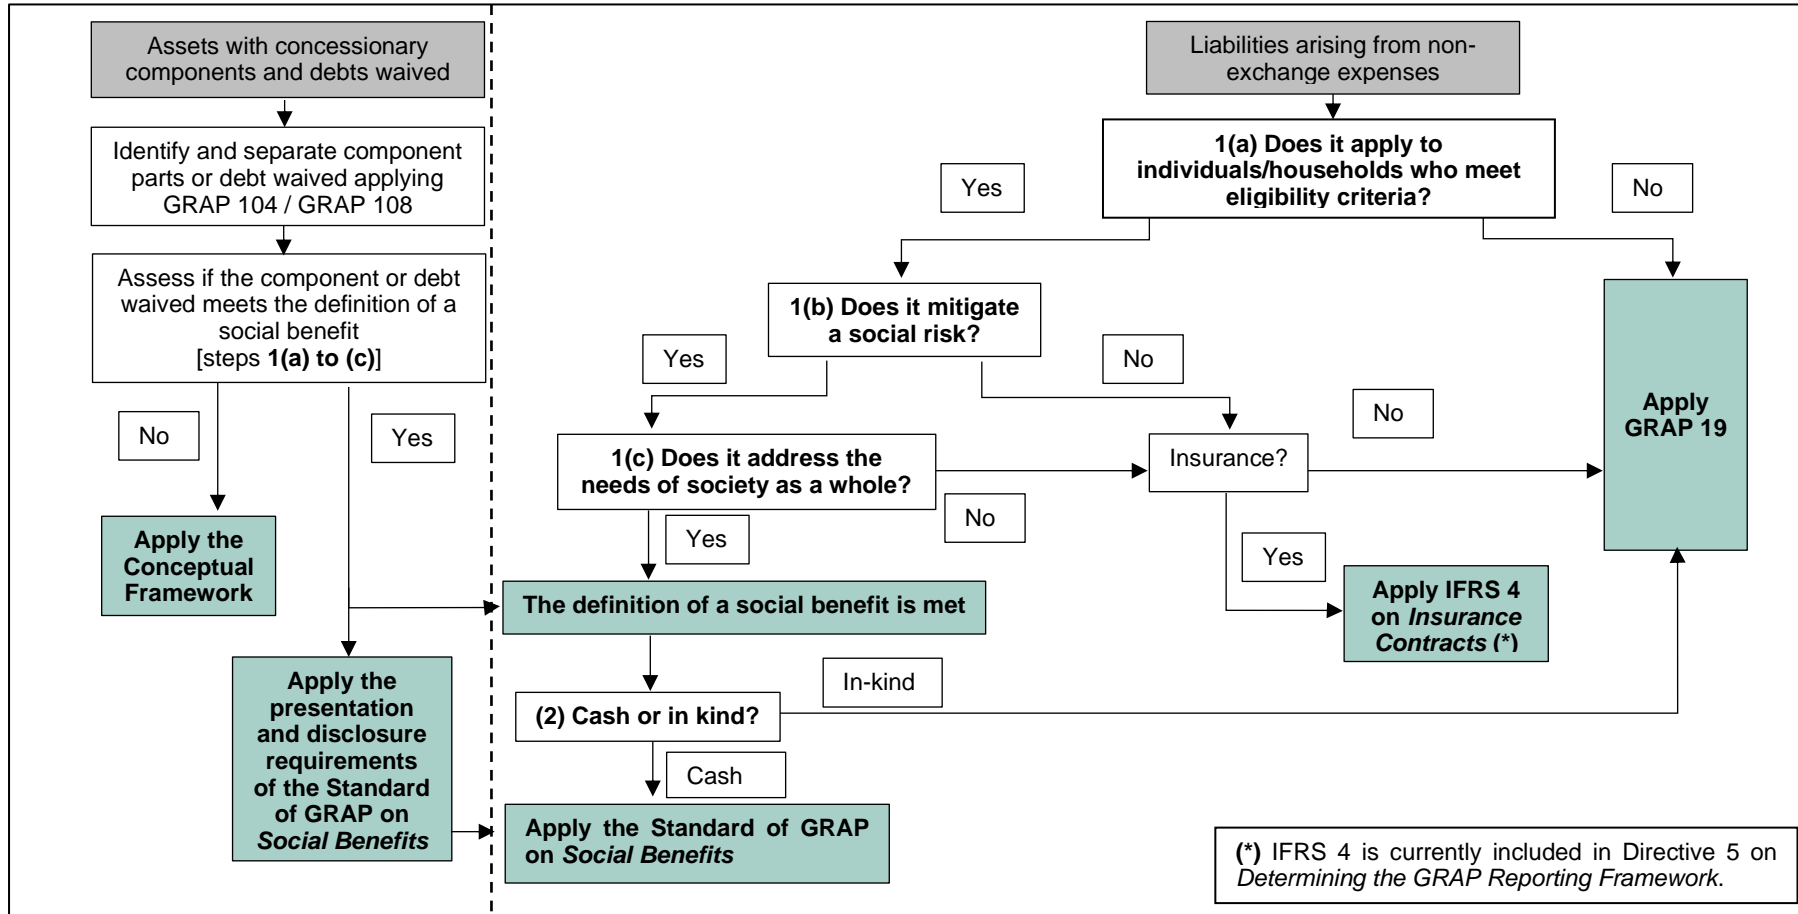 Assets with concessionary
components and debts waived
Identify and separate component
parts or debt waived applying
GRAP 104 / GRAP 108
Assess if the component or debt
waived meets the definition of a
social benefit
[steps 1(a) to (c)]
No
Yes
Apply the
Conceptual
Framework
Apply the
presentation
and disclosure
requirements
of the Standard
of GRAP on
Social Benefits
Liabilities arising from non-
exchange expenses
1(a) Does it apply to
individuals/households who meet
eligibility criteria?
Yes
No
1(b) Does it mitigate
a social risk?
Yes
No
1(c) Does it address the
needs of society as a whole?
No
Yes
Insurance?
No
Yes
Apply
GRAP 19
Apply IFRS 4
on Insurance
Contracts (*)
The definition of a social benefit is met
In-kind
(2) Cash or in kind?
Cash
Apply the Standard of GRAP
on Social Benefits
(*) IFRS 4 is currently included in Directive 5 on
Determining the GRAP Reporting Framework.